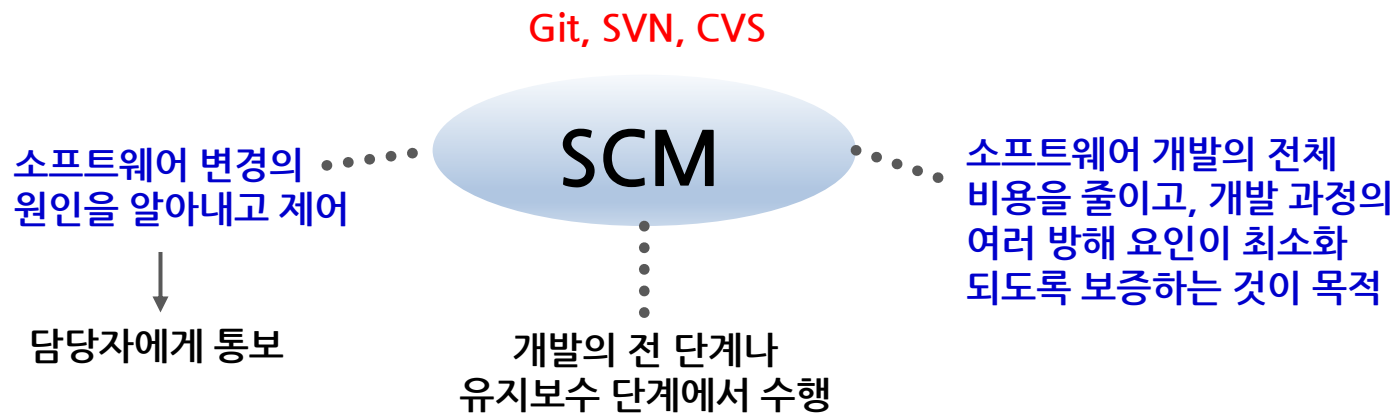 Git, SVN, CVS
SCM
소프트웨어 변경의
원인을 알아내고 제어
담당자에게 통보
개발의 전 단계나
유지보수 단계에서 수행
소프트웨어 개발의 전체
비용을 줄이고, 개발 과정의
여러 방해 요인이 최소화
되도록 보증하는 것이 목적